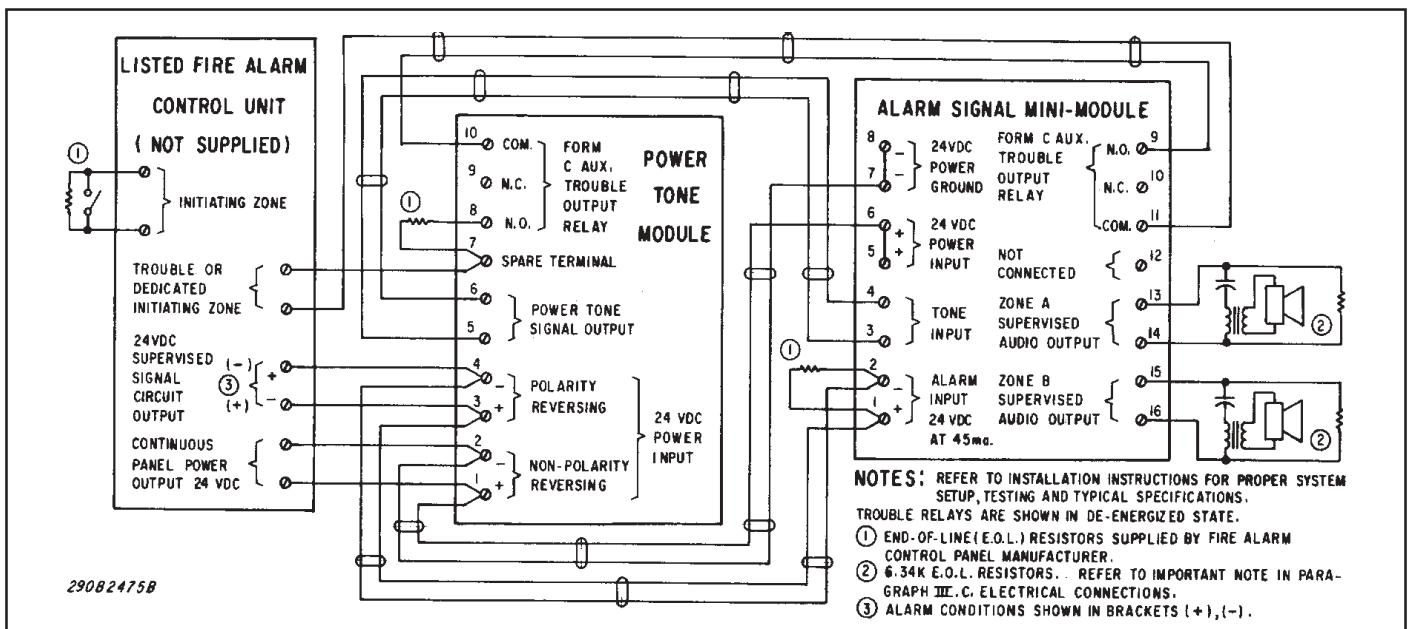 LISTED FIRE ALARM
CONTROL UNIT
( NOT SUPPLIED)
①
INITIATING ZONE
TROUBLE OR
DEDICATED
INITIATING ZONE
24VDC
SUPERVISED
SIGNAL
CIRCUIT
OUTPUT
③
(-)
+
-
(+)
CONTINUOUS
PANEL POWER
OUTPUT 24 VDC
29082475B
POWER
TONE
MODULE
10
COM.
9
N.C.
8
N.O.
FORM
C AUX.
TROUBLE
OUTPUT
RELAY
①
7
SPARE TERMINAL
6
5
POWER TONE
SIGNAL OUTPUT
4
-
3
+
POLARITY
REVERSING
2
-
1
+
NON-POLARITY
REVERSING
24 VDC
POWER
INPUT
ALARM SIGNAL MINI-MODULE
8
-
7
-
24VDC
POWER
GROUND
6
+
5
+
24 VDC
POWER
INPUT
4
3
TONE
INPUT
①
2
-
1
+
ALARM
INPUT
24 VDC
AT 45ma.
FORM C AUX.
TROUBLE
OUTPUT
RELAY
9
N.O.
10
N.C.
11
COM.
NOT
CONNECTED
12
ZONE A
SUPERVISED
AUDIO OUTPUT
13
14
②
ZONE B
SUPERVISED
AUDIO OUTPUT
15
16
②
NOTES: REFER TO INSTALLATION INSTRUCTIONS FOR PROPER SYSTEM
SETUP, TESTING AND TYPICAL SPECIFICATIONS.
TROUBLE RELAYS ARE SHOWN IN DE-ENERGIZED STATE.
① END-OF-LINE(E.O.L.) RESISTORS SUPPLIED BY FIRE ALARM
CONTROL PANEL MANUFACTURER.
② 6.34K E.O.L. RESISTORS. REFER TO IMPORTANT NOTE IN PARA-
GRAPH III.C. ELECTRICAL CONNECTIONS.
③ ALARM CONDITIONS SHOWN IN BRACKETS (+),(-).